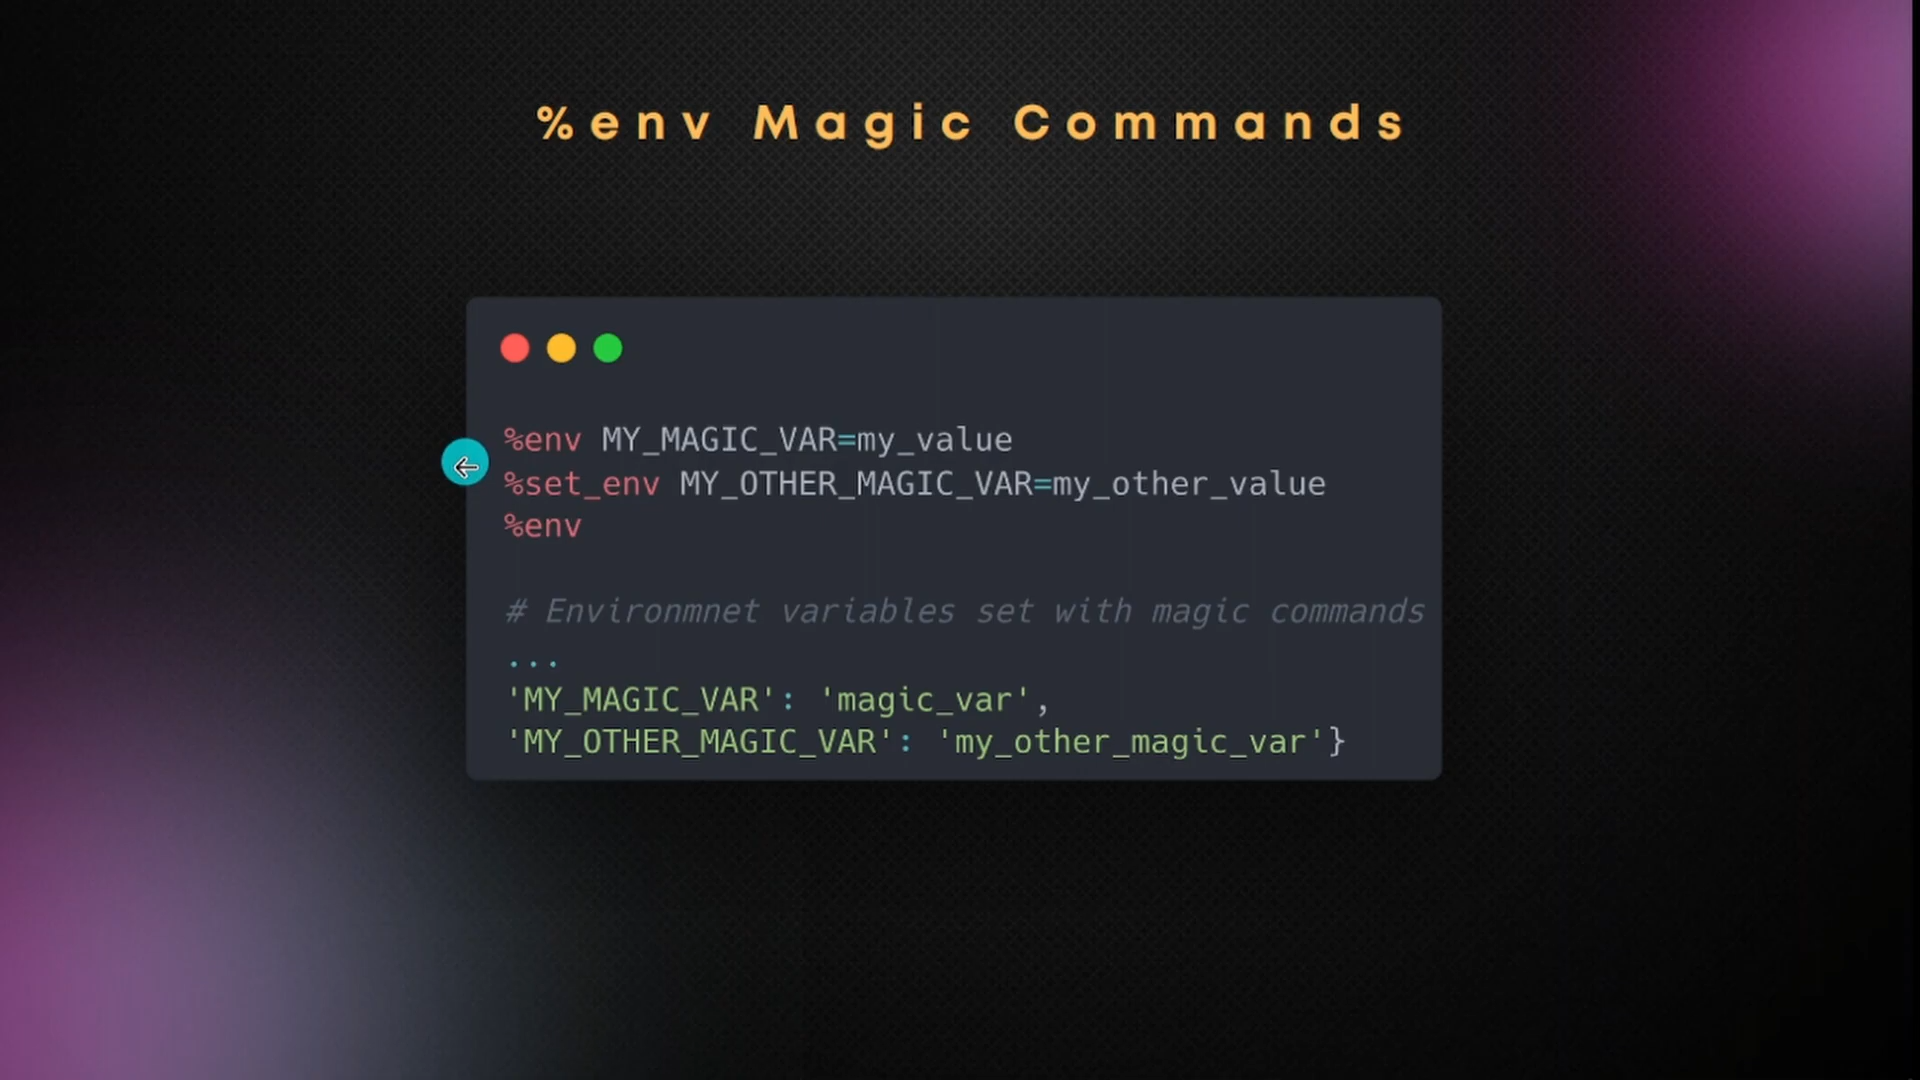 %env Magic Commands
%env MY_MAGIC_VAR=my_value
%set_env MY_OTHER_MAGIC_VAR=my_other_value
%env
# Environmnet variables set with magic commands
...
'MY_MAGIC_VAR': 'magic_var',
'MY_OTHER_MAGIC_VAR': 'my_other_magic_var'}